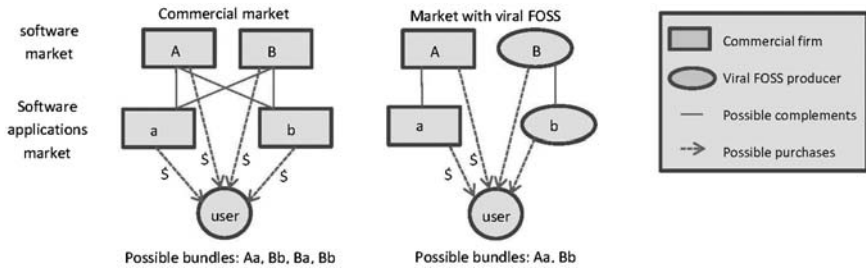 Commercial market
Market with viral FOSS
software
market
A
B
A
B
Commercial firm
Viral FOSS producer
Possible complements
Possible purchases
Software
applications
market
a
b
a
b
$
$
$
$
$
$
user
user
Possible bundles: Aa, Bb, Ba, Bb
Possible bundles: Aa, Bb